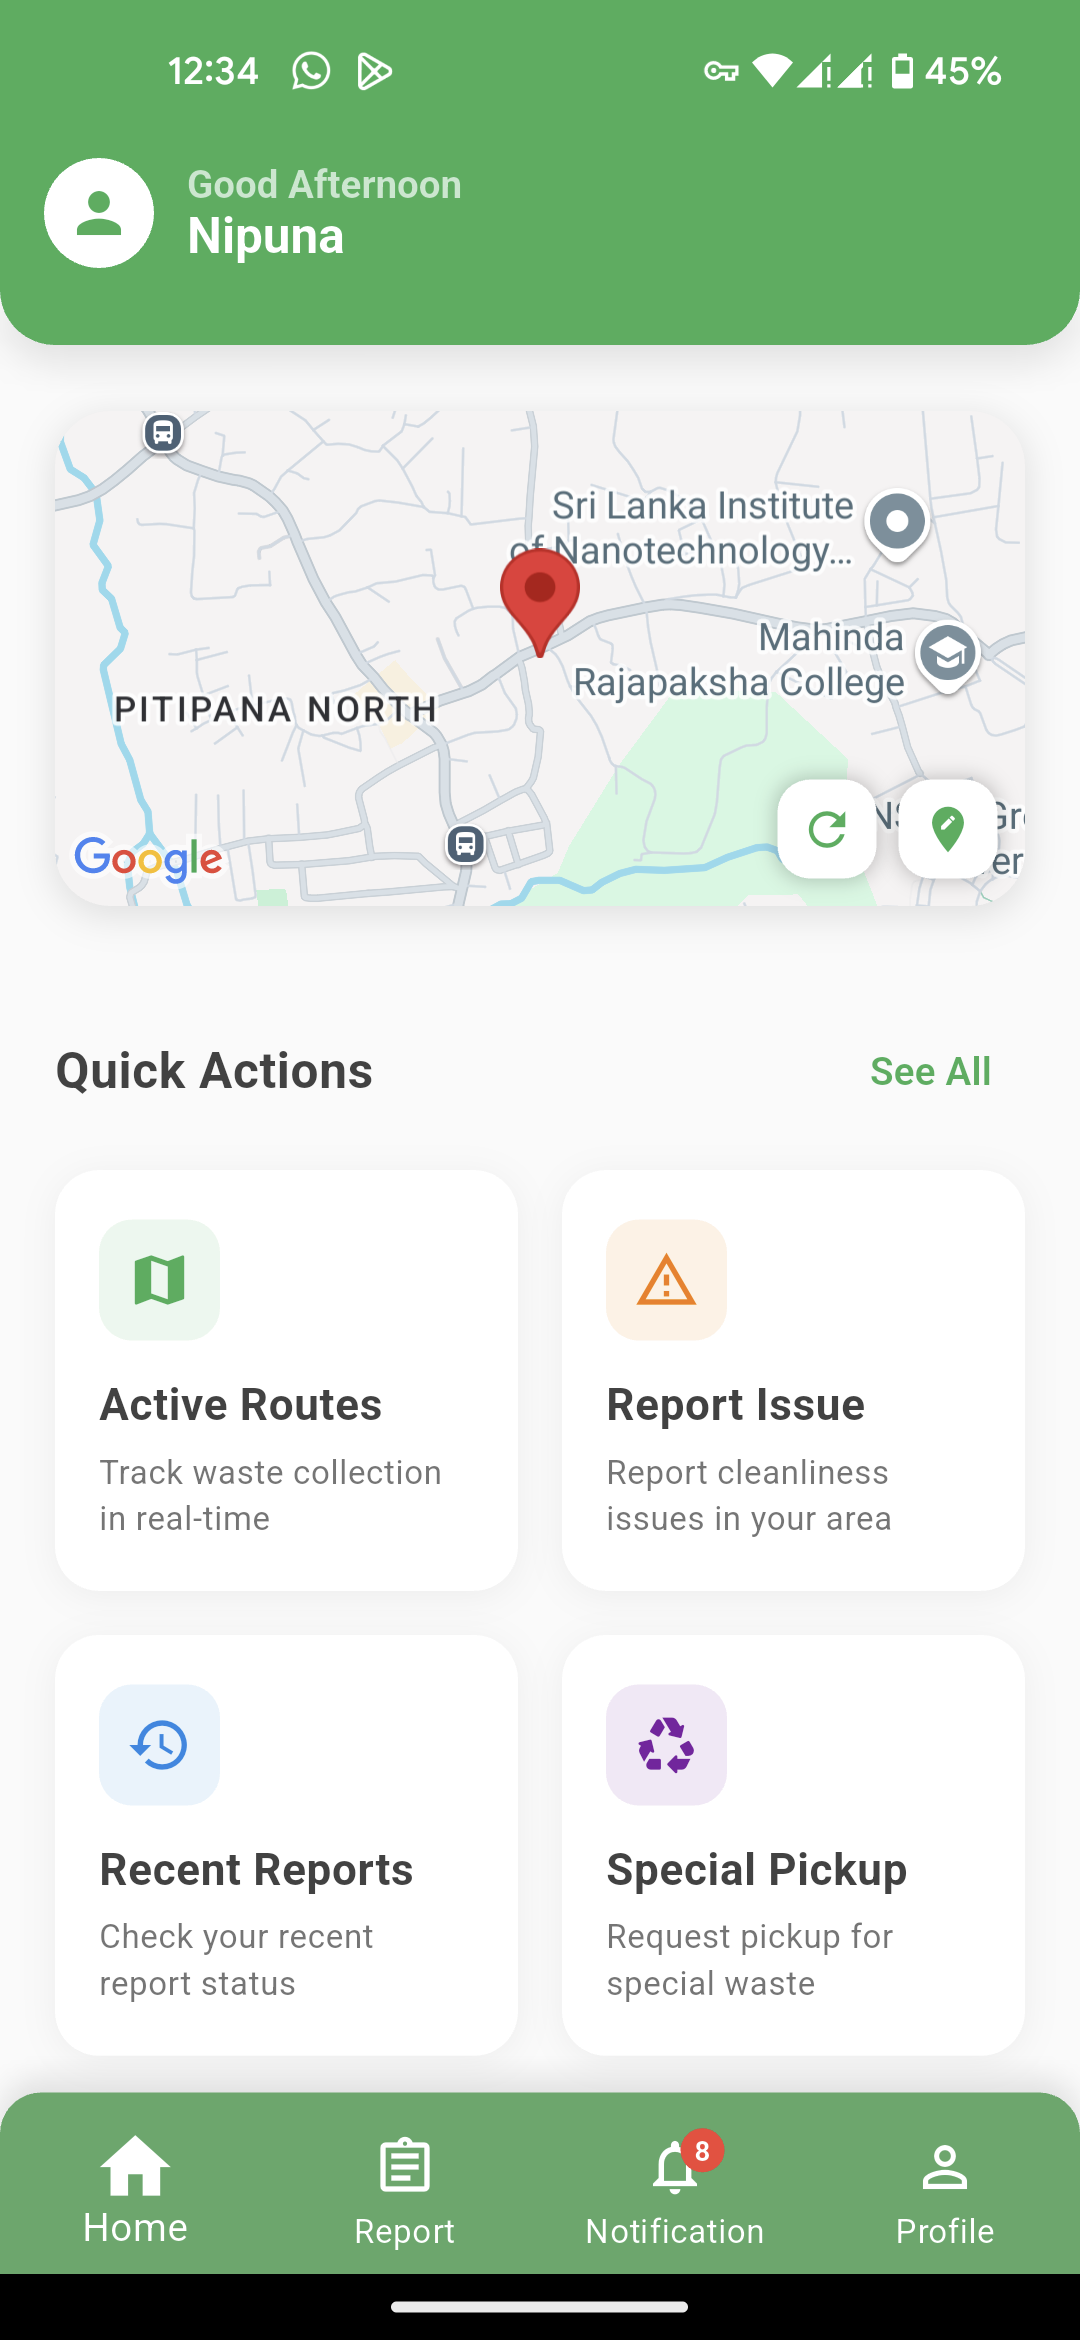 12:34
45%
Good Afternoon
Nipuna
Sri Lanka Institute
of Nanotechnology...
Mahinda
Rajapaksha College
PITIPANA NORTH
Google
Quick Actions
See All
Active Routes
Track waste collection
in real-time
Report Issue
Report cleanliness
issues in your area
Recent Reports
Check your recent
report status
Special Pickup
Request pickup for
special waste
8
Home
Report
Notification
Profile